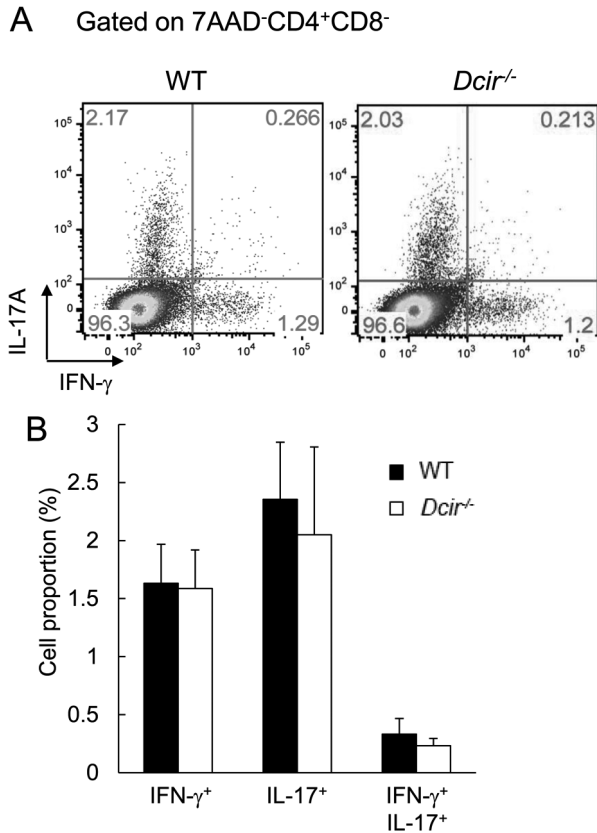 A Gated on 7AAD-CD4+CD8-
WT Dcir-/-
2.17 0.266 2.03 0.213
10⁵ 10⁵
10⁴ 10⁴
10³ 10³
10² 10²
0 0
96.3 1.29 96.6 1.2
0 10² 10³ 10⁴ 10⁵ 0 10² 10³ 10⁴ 10⁵
IL-17A
IFN-γ
B
3
2.5
2
1.5
1
0.5
0
Cell proportion (%)
WT
Dcir-/-
IFN-γ+ IL-17+ IFN-γ+
IL-17+